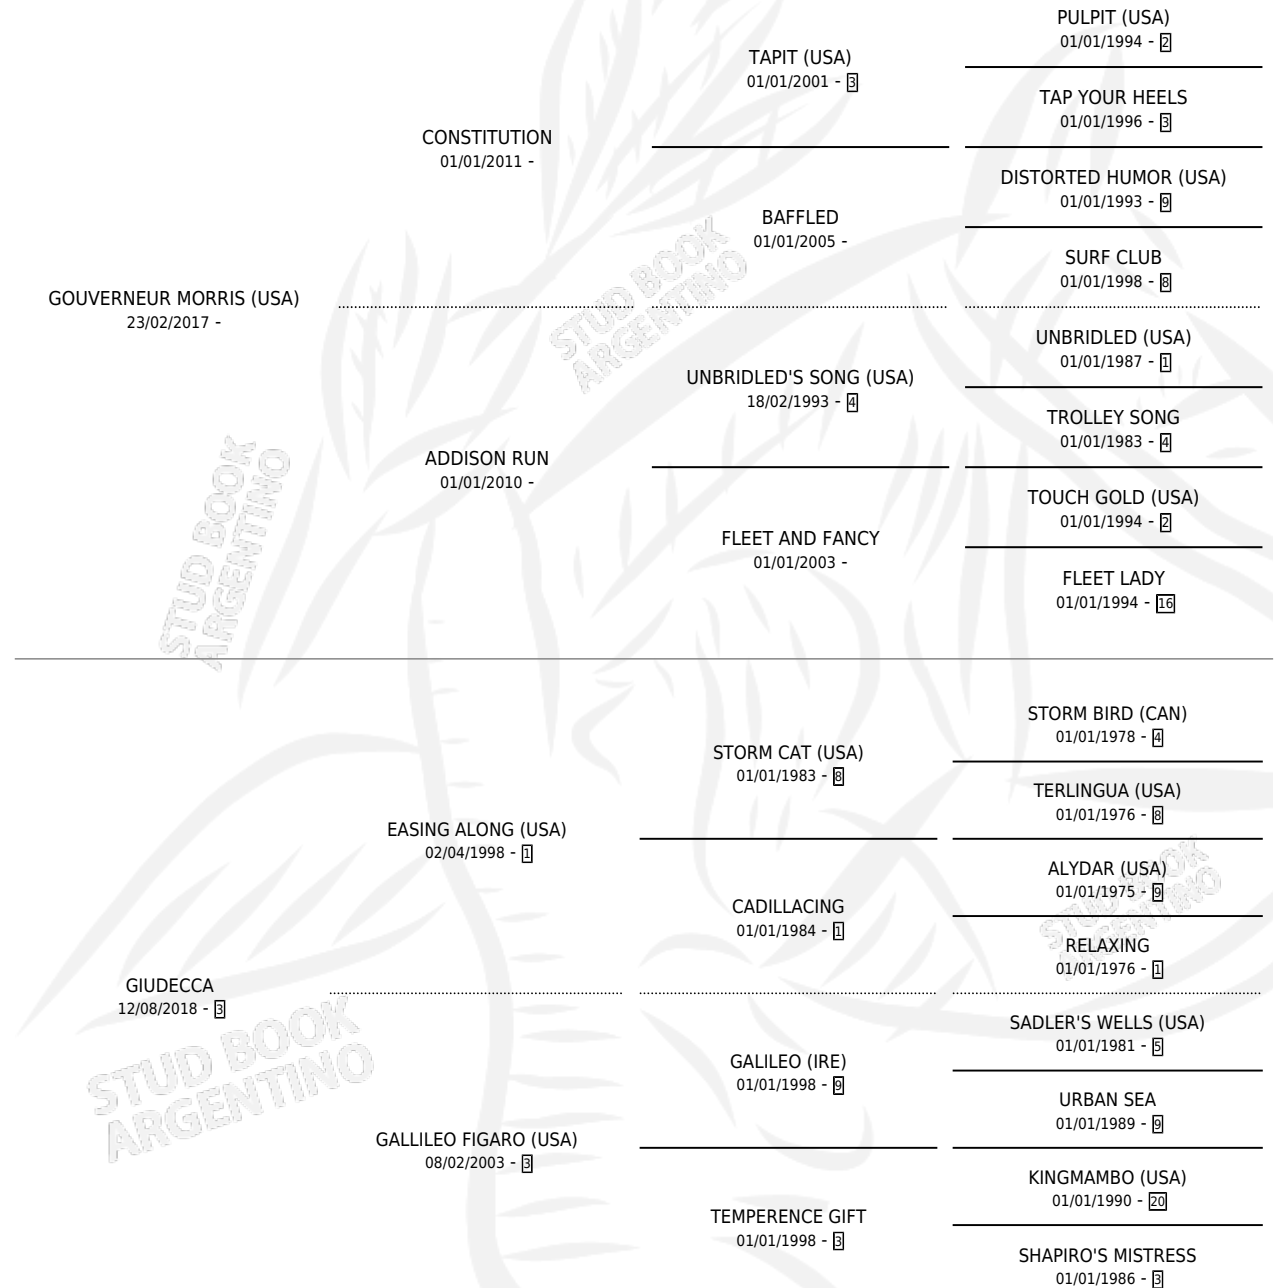 PULPIT (USA)
01/01/1994 - 2
TAPIT (USA)
01/01/2001 - 3
TAP YOUR HEELS
01/01/1996 - 3
CONSTITUTION
01/01/2011 -
DISTORTED HUMOR (USA)
01/01/1993 - 9
BAFFLED
01/01/2005 -
SURF CLUB
01/01/1998 - 8
GOUVERNEUR MORRIS (USA)
23/02/2017 -
UNBRIDLED (USA)
01/01/1987 - 1
UNBRIDLED'S SONG (USA)
18/02/1993 - 4
TROLLEY SONG
01/01/1983 - 4
ADDISON RUN
01/01/2010 -
TOUCH GOLD (USA)
01/01/1994 - 2
FLEET AND FANCY
01/01/2003 -
FLEET LADY
01/01/1994 - 16
STORM BIRD (CAN)
01/01/1978 - 4
STORM CAT (USA)
01/01/1983 - 8
TERLINGUA (USA)
01/01/1976 - 8
EASING ALONG (USA)
02/04/1998 - 1
ALYDAR (USA)
01/01/1975 - 9
CADILLACING
01/01/1984 - 1
RELAXING
01/01/1976 - 1
GIUDECCA
12/08/2018 - 3
SADLER'S WELLS (USA)
01/01/1981 - 5
GALILEO (IRE)
01/01/1998 - 9
URBAN SEA
01/01/1989 - 9
GALLILEO FIGARO (USA)
08/02/2003 - 3
KINGMAMBO (USA)
01/01/1990 - 20
TEMPERENCE GIFT
01/01/1998 - 3
SHAPIRO'S MISTRESS
01/01/1986 - 3
STUD BOOK
ARGENTINO
STUD BOOK
ARGENTINO
STUD BOOK
ARGENTINO
STUD BOOK
ARGENTINO